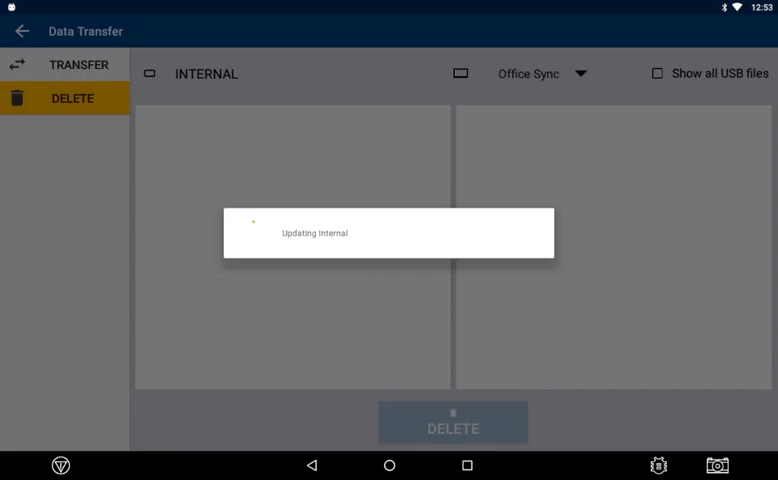 12:53
Data Transfer
TRANSFER
DELETE
INTERNAL
Office Sync
Show all USB files
Updating Internal
DELETE